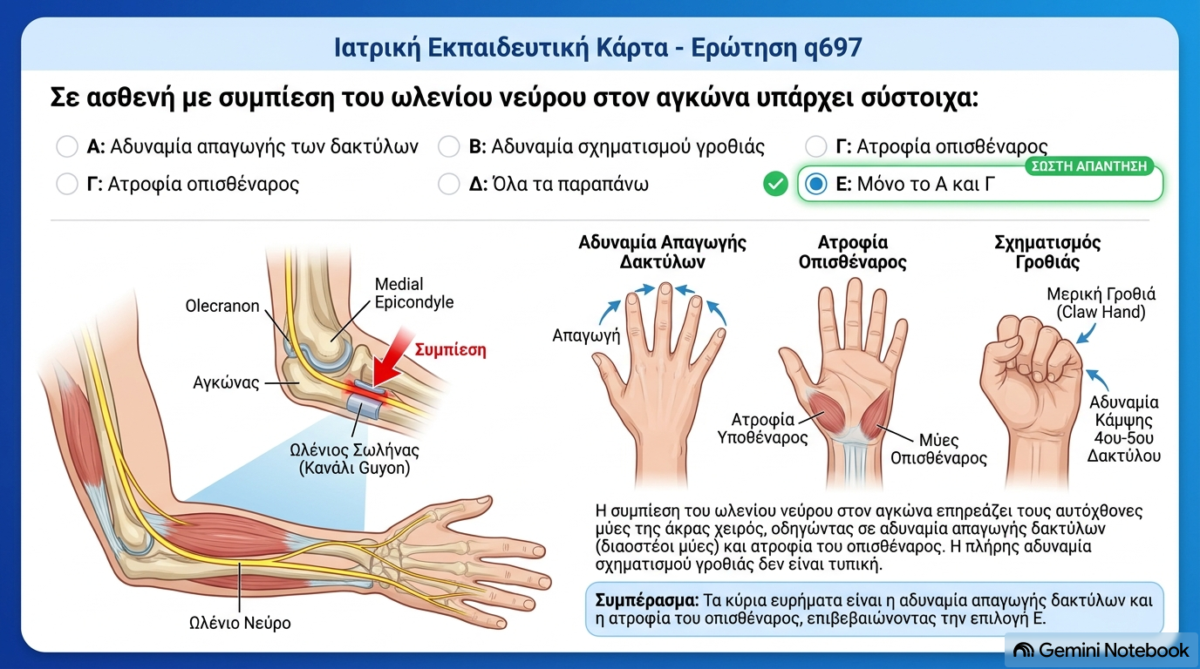 Ιατρική Εκπαιδευτική Κάρτα - Ερώτηση q697
Σε ασθενή με συμπίεση του ωλενίου νεύρου στον αγκώνα υπάρχει σύστοιχα:
Α: Αδυναμία απαγωγής των δακτύλων
Β: Αδυναμία σχηματισμού γροθιάς
Γ: Ατροφία οπισθέναρος
Γ: Ατροφία οπισθέναρος
Δ: Όλα τα παραπάνω
ΣΩΣΤΗ ΑΠΑΝΤΗΣΗ
Ε: Μόνο το Α και Γ
Olecranon
Medial
Epicondyle
Συμπίεση
Αγκώνας
Ωλένιος Σωλήνας
(Κανάλι Guyon)
Ωλένιο Νεύρο
Αδυναμία Απαγωγής
Δακτύλων
Απαγωγή
Ατροφία
Οπισθέναρος
Ατροφία
Υποθέναρος
Μύες
Οπισθέναρος
Σχηματισμός
Γροθιάς
Μερική Γροθιά
(Claw Hand)
Αδυναμία
Κάμψης
4ου-5ου
Δακτύλου
Η συμπίεση του ωλενίου νεύρου στον αγκώνα επηρεάζει τους αυτόχθονες
μύες της άκρας χειρός, οδηγώντας σε αδυναμία απαγωγής δακτύλων
(διαοστέοι μύες) και ατροφία του οπισθέναρος. Η πλήρης αδυναμία
σχηματισμού γροθιάς δεν είναι τυπική.
Συμπέρασμα: Τα κύρια ευρήματα είναι η αδυναμία απαγωγής δακτύλων και
η ατροφία του οπισθέναρος, επιβεβαιώνοντας την επιλογή Ε.
Gemini Notebook